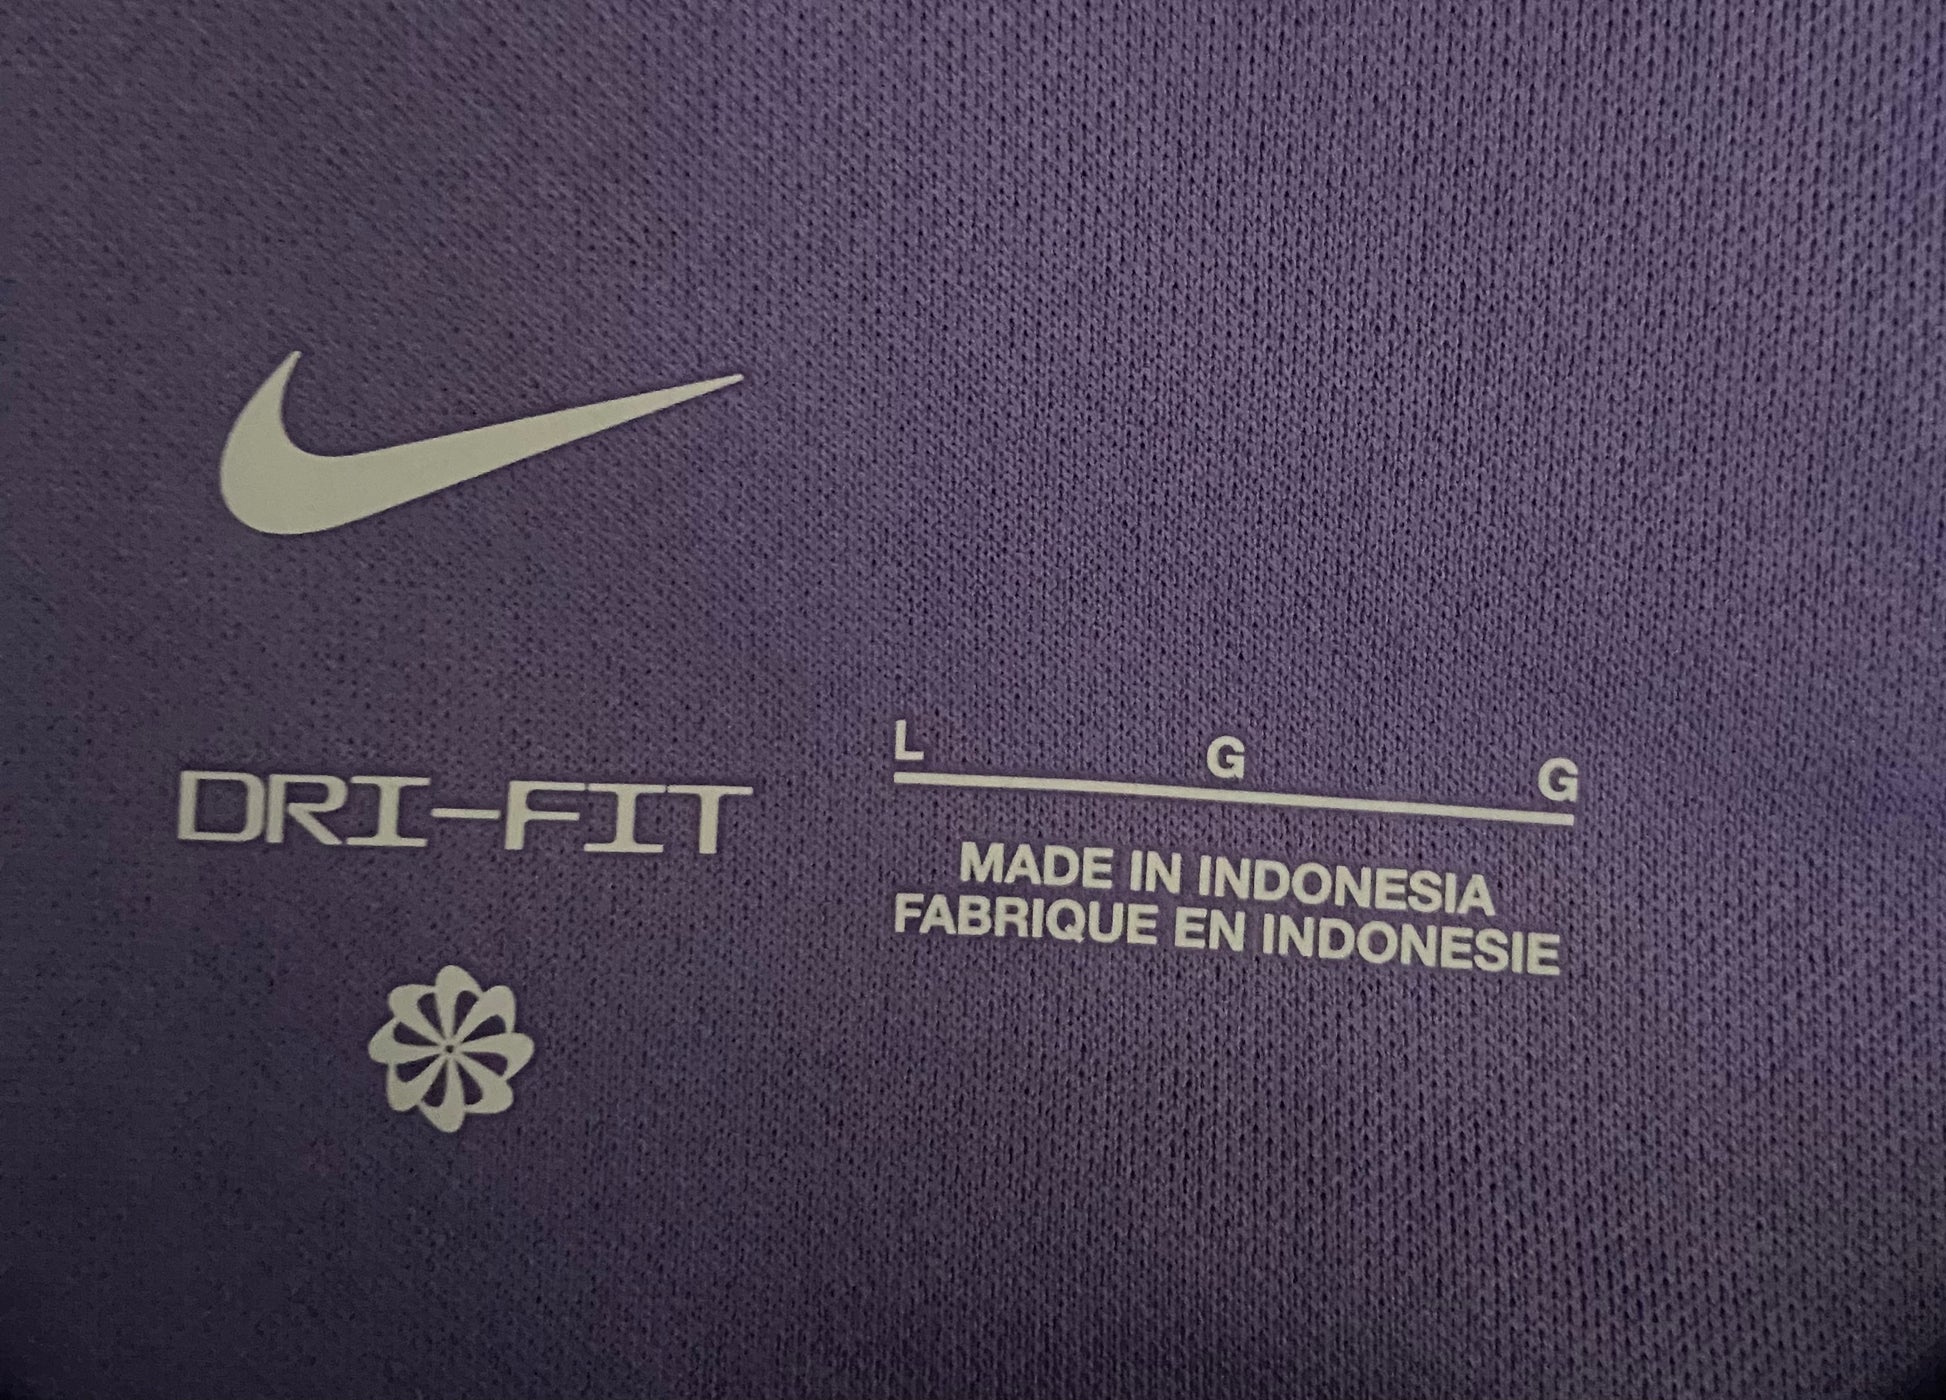 DRI-FIT
L G G
MADE IN INDONESIA
FABRIQUE EN INDONESIE